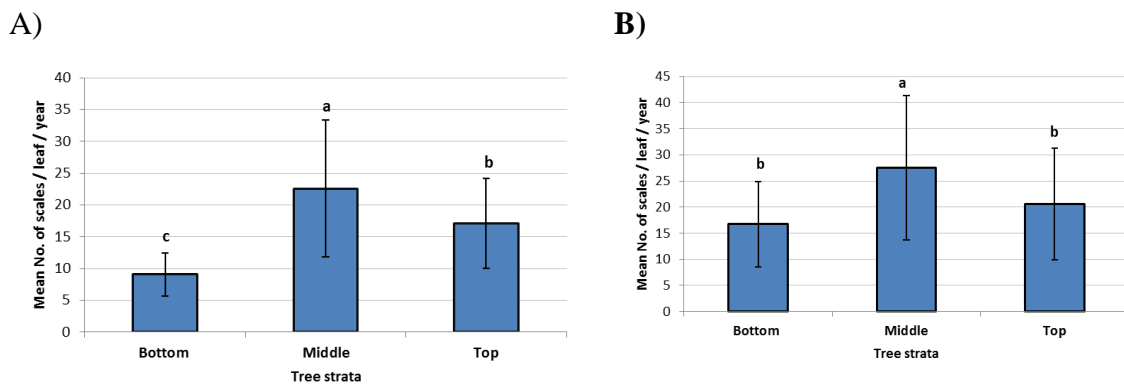 A)
Mean No. of scales / leaf / year
40
35
30
25
20
15
10
5
0
a
b
c
Bottom Middle Top
Tree strata
B)
Mean No. of scales / leaf / year
45
40
35
30
25
20
15
10
5
0
a
b
b
Bottom Middle Top
Tree strata